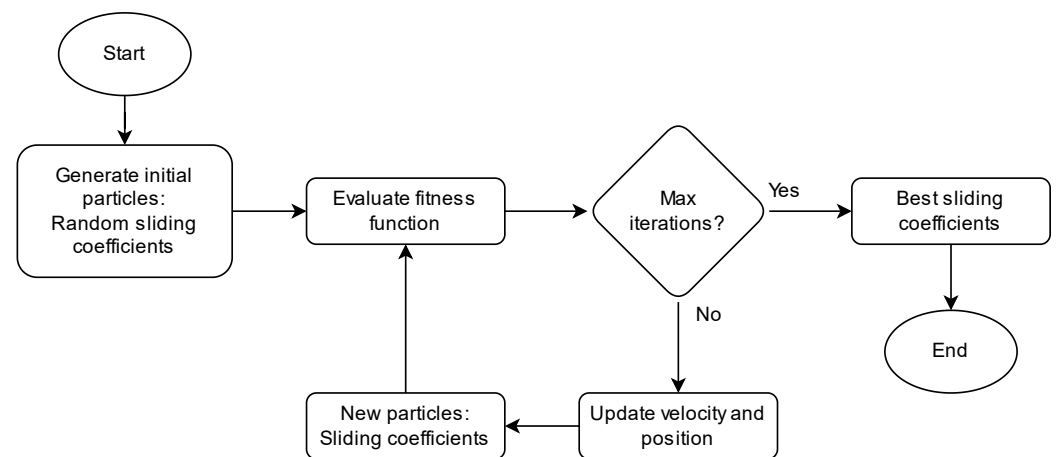 Start
Generate initial
particles:
Random sliding
coefficients
Evaluate fitness
function
Max
iterations?
Yes
Best sliding
coefficients
No
End
New particles:
Sliding coefficients
Update velocity and
position